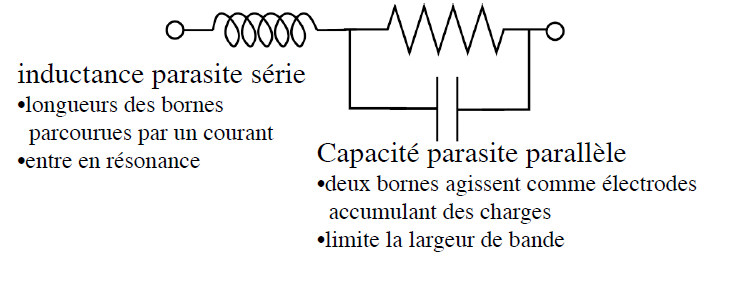 inductance parasite série
•longueurs des bornes
parcourues par un courant
•entre en résonance
Capacité parasite parallèle
•deux bornes agissent comme électrodes
accumulant des charges
•limite la largeur de bande